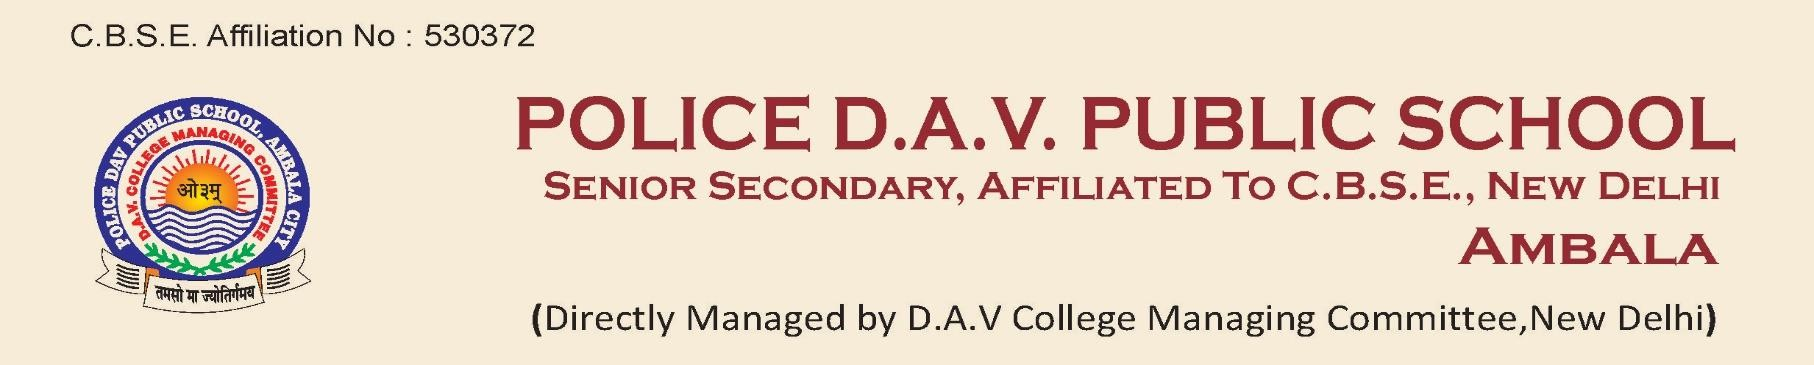 C.B.S.E. Affiliation No : 530372
POLICE DAV PUBLIC SCHOOL, AMBALA CITY
D.A.V. COLLEGE MANAGING COMMITTEE
ओ३म्
तमसो मा ज्योतिर्गमय
POLICE D.A.V. PUBLIC SCHOOL
SENIOR SECONDARY, AFFILIATED TO C.B.S.E., NEW DELHI
AMBALA
(Directly Managed by D.A.V College Managing Committee,New Delhi)